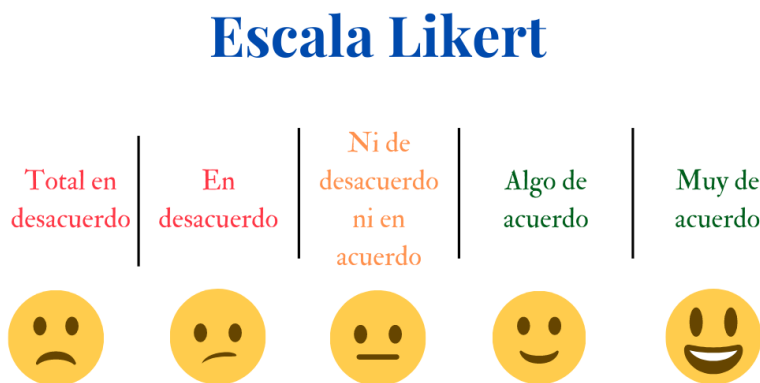 Escala Likert
Total en
desacuerdo
En
desacuerdo
Ni de
desacuerdo
ni en
acuerdo
Algo de
acuerdo
Muy de
acuerdo